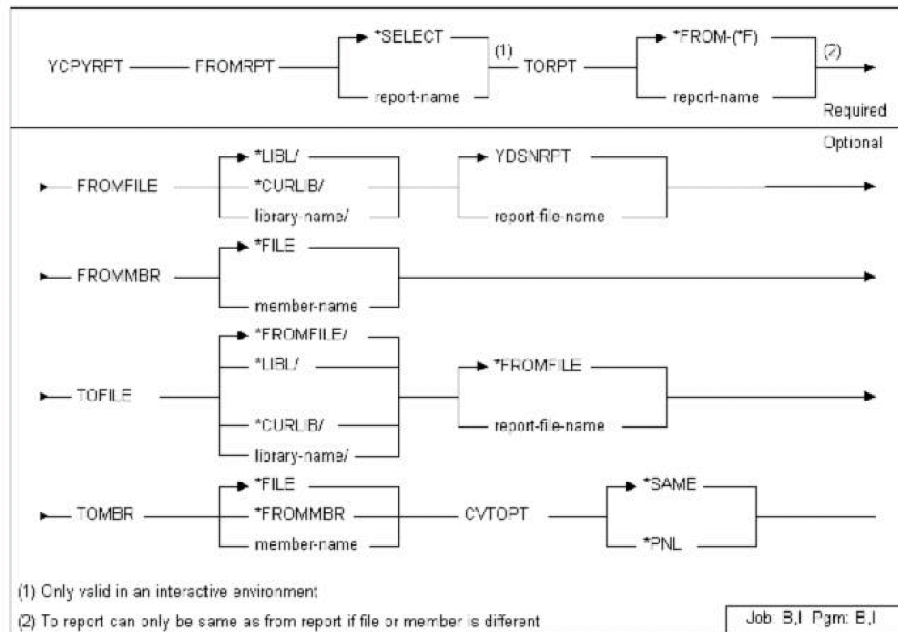 *SELECT
*FROM-(*F)
YCPYRPT FROMRPT (1) TORPT (2)
report-name
report-name
Required
Optional
*LIBL/
YDSNRPT
FROMFILE *CURLIB/
library-name/
report-file-name
*FILE
FROMMBR
member-name
*FROMFILE/
*LIBL/
*FROMFILE
TOFILE
report-file-name
*CURLIB/
library-name/
*FILE
*SAME
TOMBR *FROMMBR CVTOPT
member-name
*PNL
(1) Only valid in an interactive environment
(2) To report can only be same as from report if file or member is different
Job: B,I Pgm: B,I